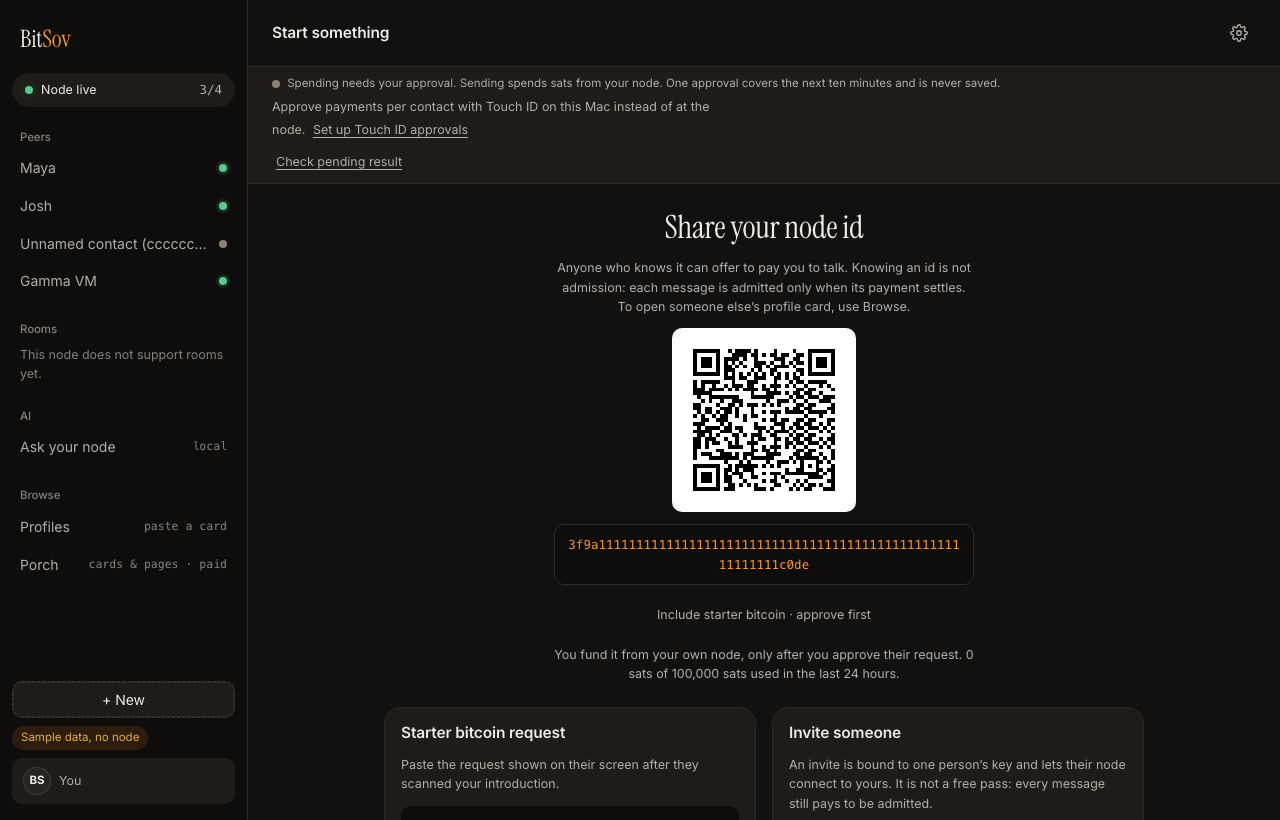 BitSov
Node live 3/4
Peers
Maya
Josh
Unnamed contact (cccccc...
Gamma VM
Rooms
This node does not support rooms
yet.
AI
Ask your node local
Browse
Profiles paste a card
Porch cards & pages · paid
+ New
Sample data, no node
BS You
Start something
Spending needs your approval. Sending spends sats from your node. One approval covers the next ten minutes and is never saved.
Approve payments per contact with Touch ID on this Mac instead of at the
node. Set up Touch ID approvals
Check pending result
Share your node id
Anyone who knows it can offer to pay you to talk. Knowing an id is not
admission: each message is admitted only when its payment settles.
To open someone else’s profile card, use Browse.
3f9a111111111111111111111111111111111111111111111111
11111111c0de
Include starter bitcoin · approve first
You fund it from your own node, only after you approve their request. 0
sats of 100,000 sats used in the last 24 hours.
Starter bitcoin request
Paste the request shown on their screen after they
scanned your introduction.
Invite someone
An invite is bound to one person’s key and lets their node
connect to yours. It is not a free pass: every message
still pays to be admitted.